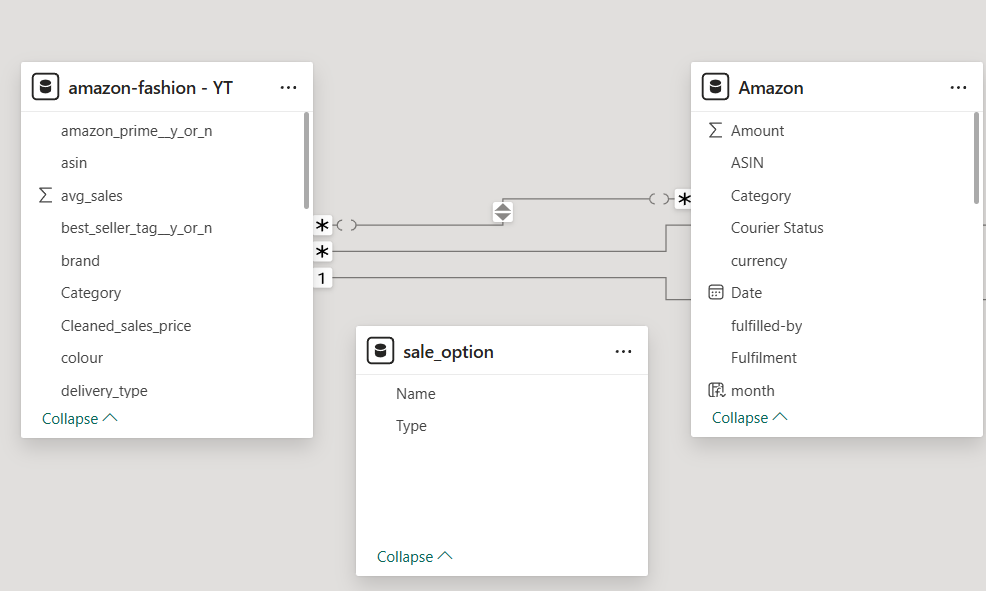 amazon-fashion - YT
amazon_prime__y_or_n
asin
avg_sales
best_seller_tag__y_or_n
brand
Category
Cleaned_sales_price
colour
delivery_type
Collapse
*
*
1
*
sale_option
Name
Type
Collapse
Amazon
Amount
ASIN
Category
Courier Status
currency
Date
fulfilled-by
Fulfilment
month
Collapse